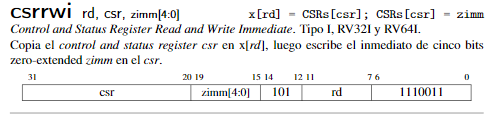 csrrwi rd, csr, zimm[4:0] x[rd] = CSRs[csr]; CSRs[csr] = zimm
Control and Status Register Read and Write Immediate. Tipo I, RV32I y RV64I.
Copia el control and status register csr en x[rd], luego escribe el inmediato de cinco bits
zero-extended zimm en el csr.
31 20 19 15 14 12 11 7 6 0
csr zimm[4:0] 101 rd 1110011